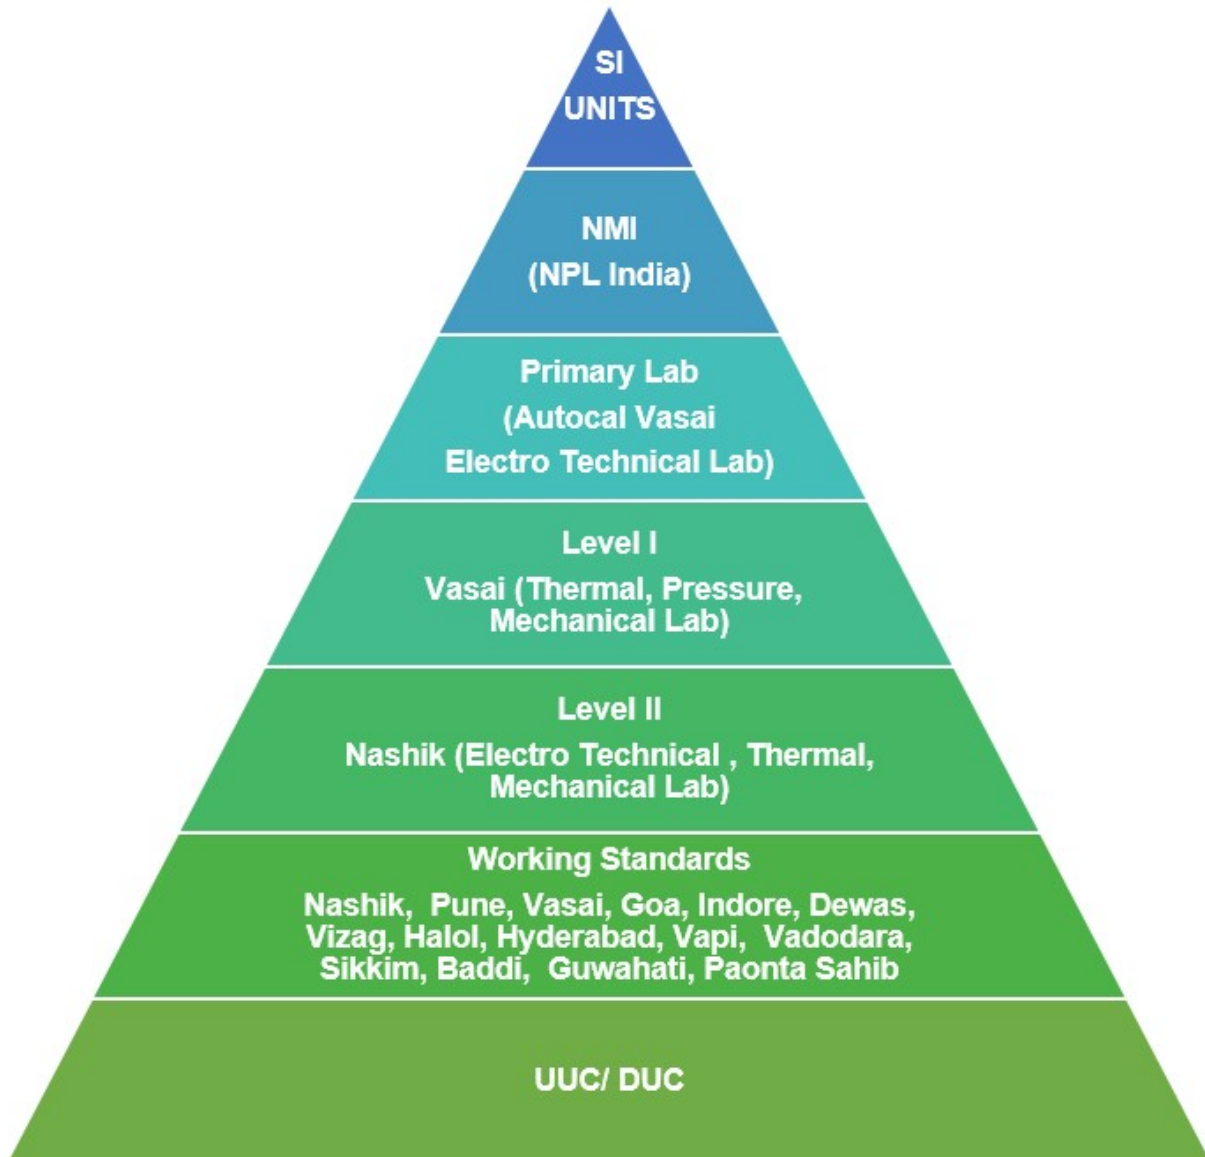 SI
UNITS
NMI
(NPL India)
Primary Lab
(Autocal Vasai
Electro Technical Lab)
Level I
Vasai (Thermal, Pressure,
Mechanical Lab)
Level II
Nashik (Electro Technical , Thermal,
Mechanical Lab)
Working Standards
Nashik,  Pune, Vasai, Goa, Indore, Dewas,
Vizag, Halol, Hyderabad, Vapi,  Vadodara,
Sikkim, Baddi,  Guwahati, Paonta Sahib
UUC/ DUC